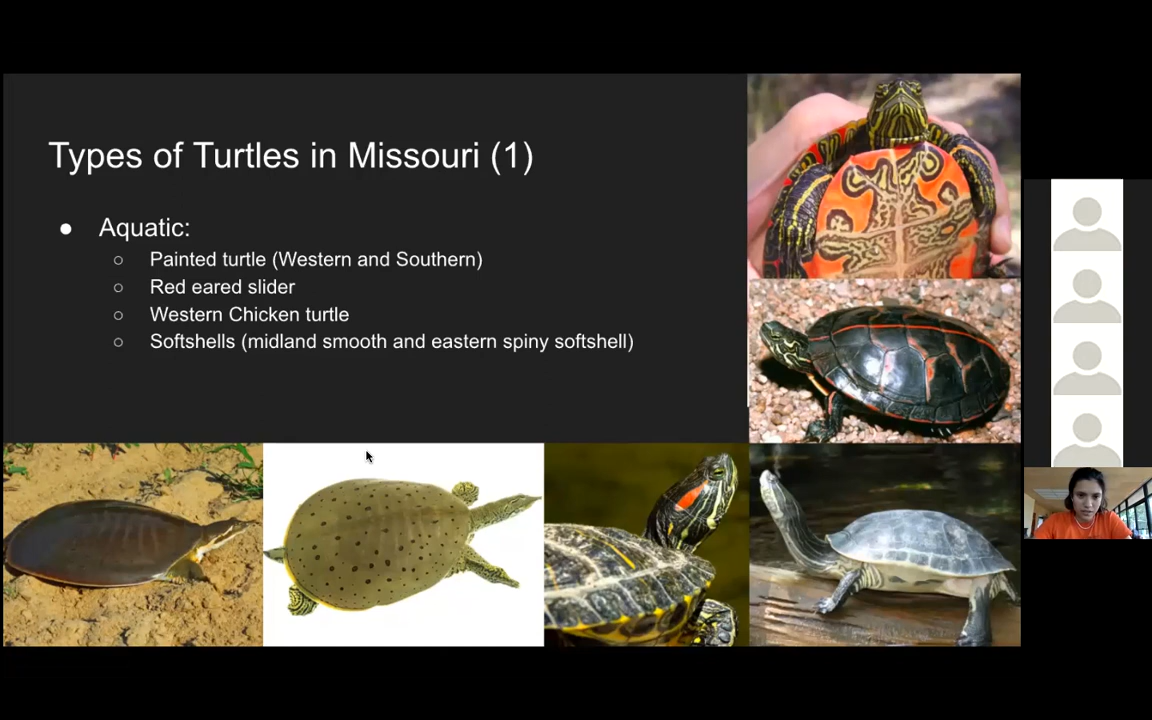 Types of Turtles in Missouri (1)
● Aquatic:
○ Painted turtle (Western and Southern)
○ Red eared slider
○ Western Chicken turtle
○ Softshells (midland smooth and eastern spiny softshell)